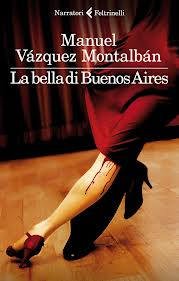 Narratori Feltrinelli
Manuel
Vázquez Montalbán
La bella di Buenos Aires